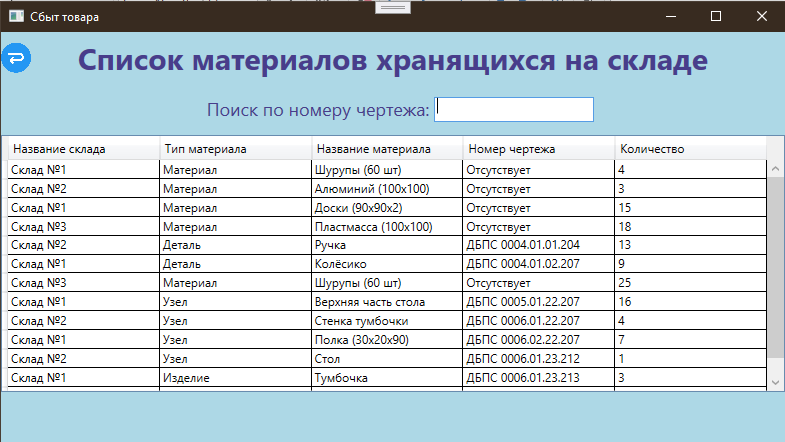 Сбыт товара
Список материалов хранящихся на складе
Поиск по номеру чертежа:
Название склада Тип материала Название материала Номер чертежа Количество
Склад №1 Материал Шурупы (60 шт) Отсутствует 4
Склад №2 Материал Алюминий (100x100) Отсутствует 3
Склад №1 Материал Доски (90x90x2) Отсутствует 15
Склад №3 Материал Пластмасса (100x100) Отсутствует 18
Склад №2 Деталь Ручка ДБПС 0004.01.01.204 13
Склад №1 Деталь Колёсико ДБПС 0004.01.02.207 9
Склад №3 Материал Шурупы (60 шт) Отсутствует 25
Склад №1 Узел Верхняя часть стола ДБПС 0005.01.22.207 16
Склад №2 Узел Стенка тумбочки ДБПС 0006.01.22.207 4
Склад №1 Узел Полка (30x20x90) ДБПС 0006.02.22.207 7
Склад №2 Узел Стол ДБПС 0006.01.23.212 1
Склад №1 Изделие Тумбочка ДБПС 0006.01.23.213 3